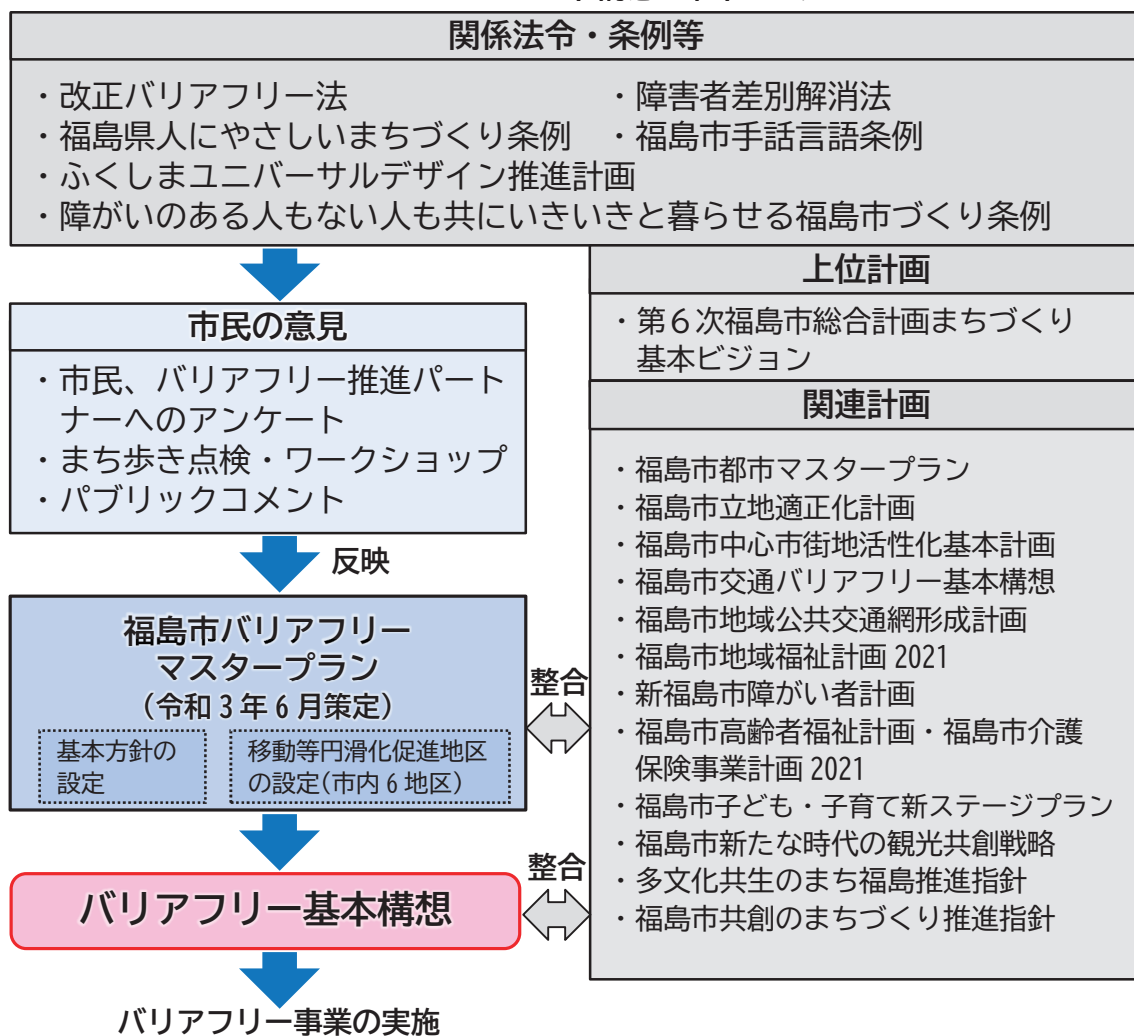 関係法令・条例等
・改正バリアフリー法
・障害者差別解消法
・福島県人にやさしいまちづくり条例
・福島市手話言語条例
・ふくしまユニバーサルデザイン推進計画
・障がいのある人もない人も共にいきいきと暮らせる福島市づくり条例
市民の意見
・市民、バリアフリー推進パート
ナーへのアンケート
・まち歩き点検・ワークショップ
・パブリックコメント
反映
福島市バリアフリー
マスタープラン
（令和3年6月策定）
基本方針の
設定
移動等円滑化促進地区
の設定(市内6地区)
整合
バリアフリー基本構想
整合
バリアフリー事業の実施
上位計画
・第６次福島市総合計画まちづくり
基本ビジョン
関連計画
・福島市都市マスタープラン
・福島市立地適正化計画
・福島市中心市街地活性化基本計画
・福島市交通バリアフリー基本構想
・福島市地域公共交通網形成計画
・福島市地域福祉計画 2021
・新福島市障がい者計画
・福島市高齢者福祉計画・福島市介護
保険事業計画 2021
・福島市子ども・子育て新ステージプラン
・福島市新たな時代の観光共創戦略
・多文化共生のまち福島推進指針
・福島市共創のまちづくり推進指針